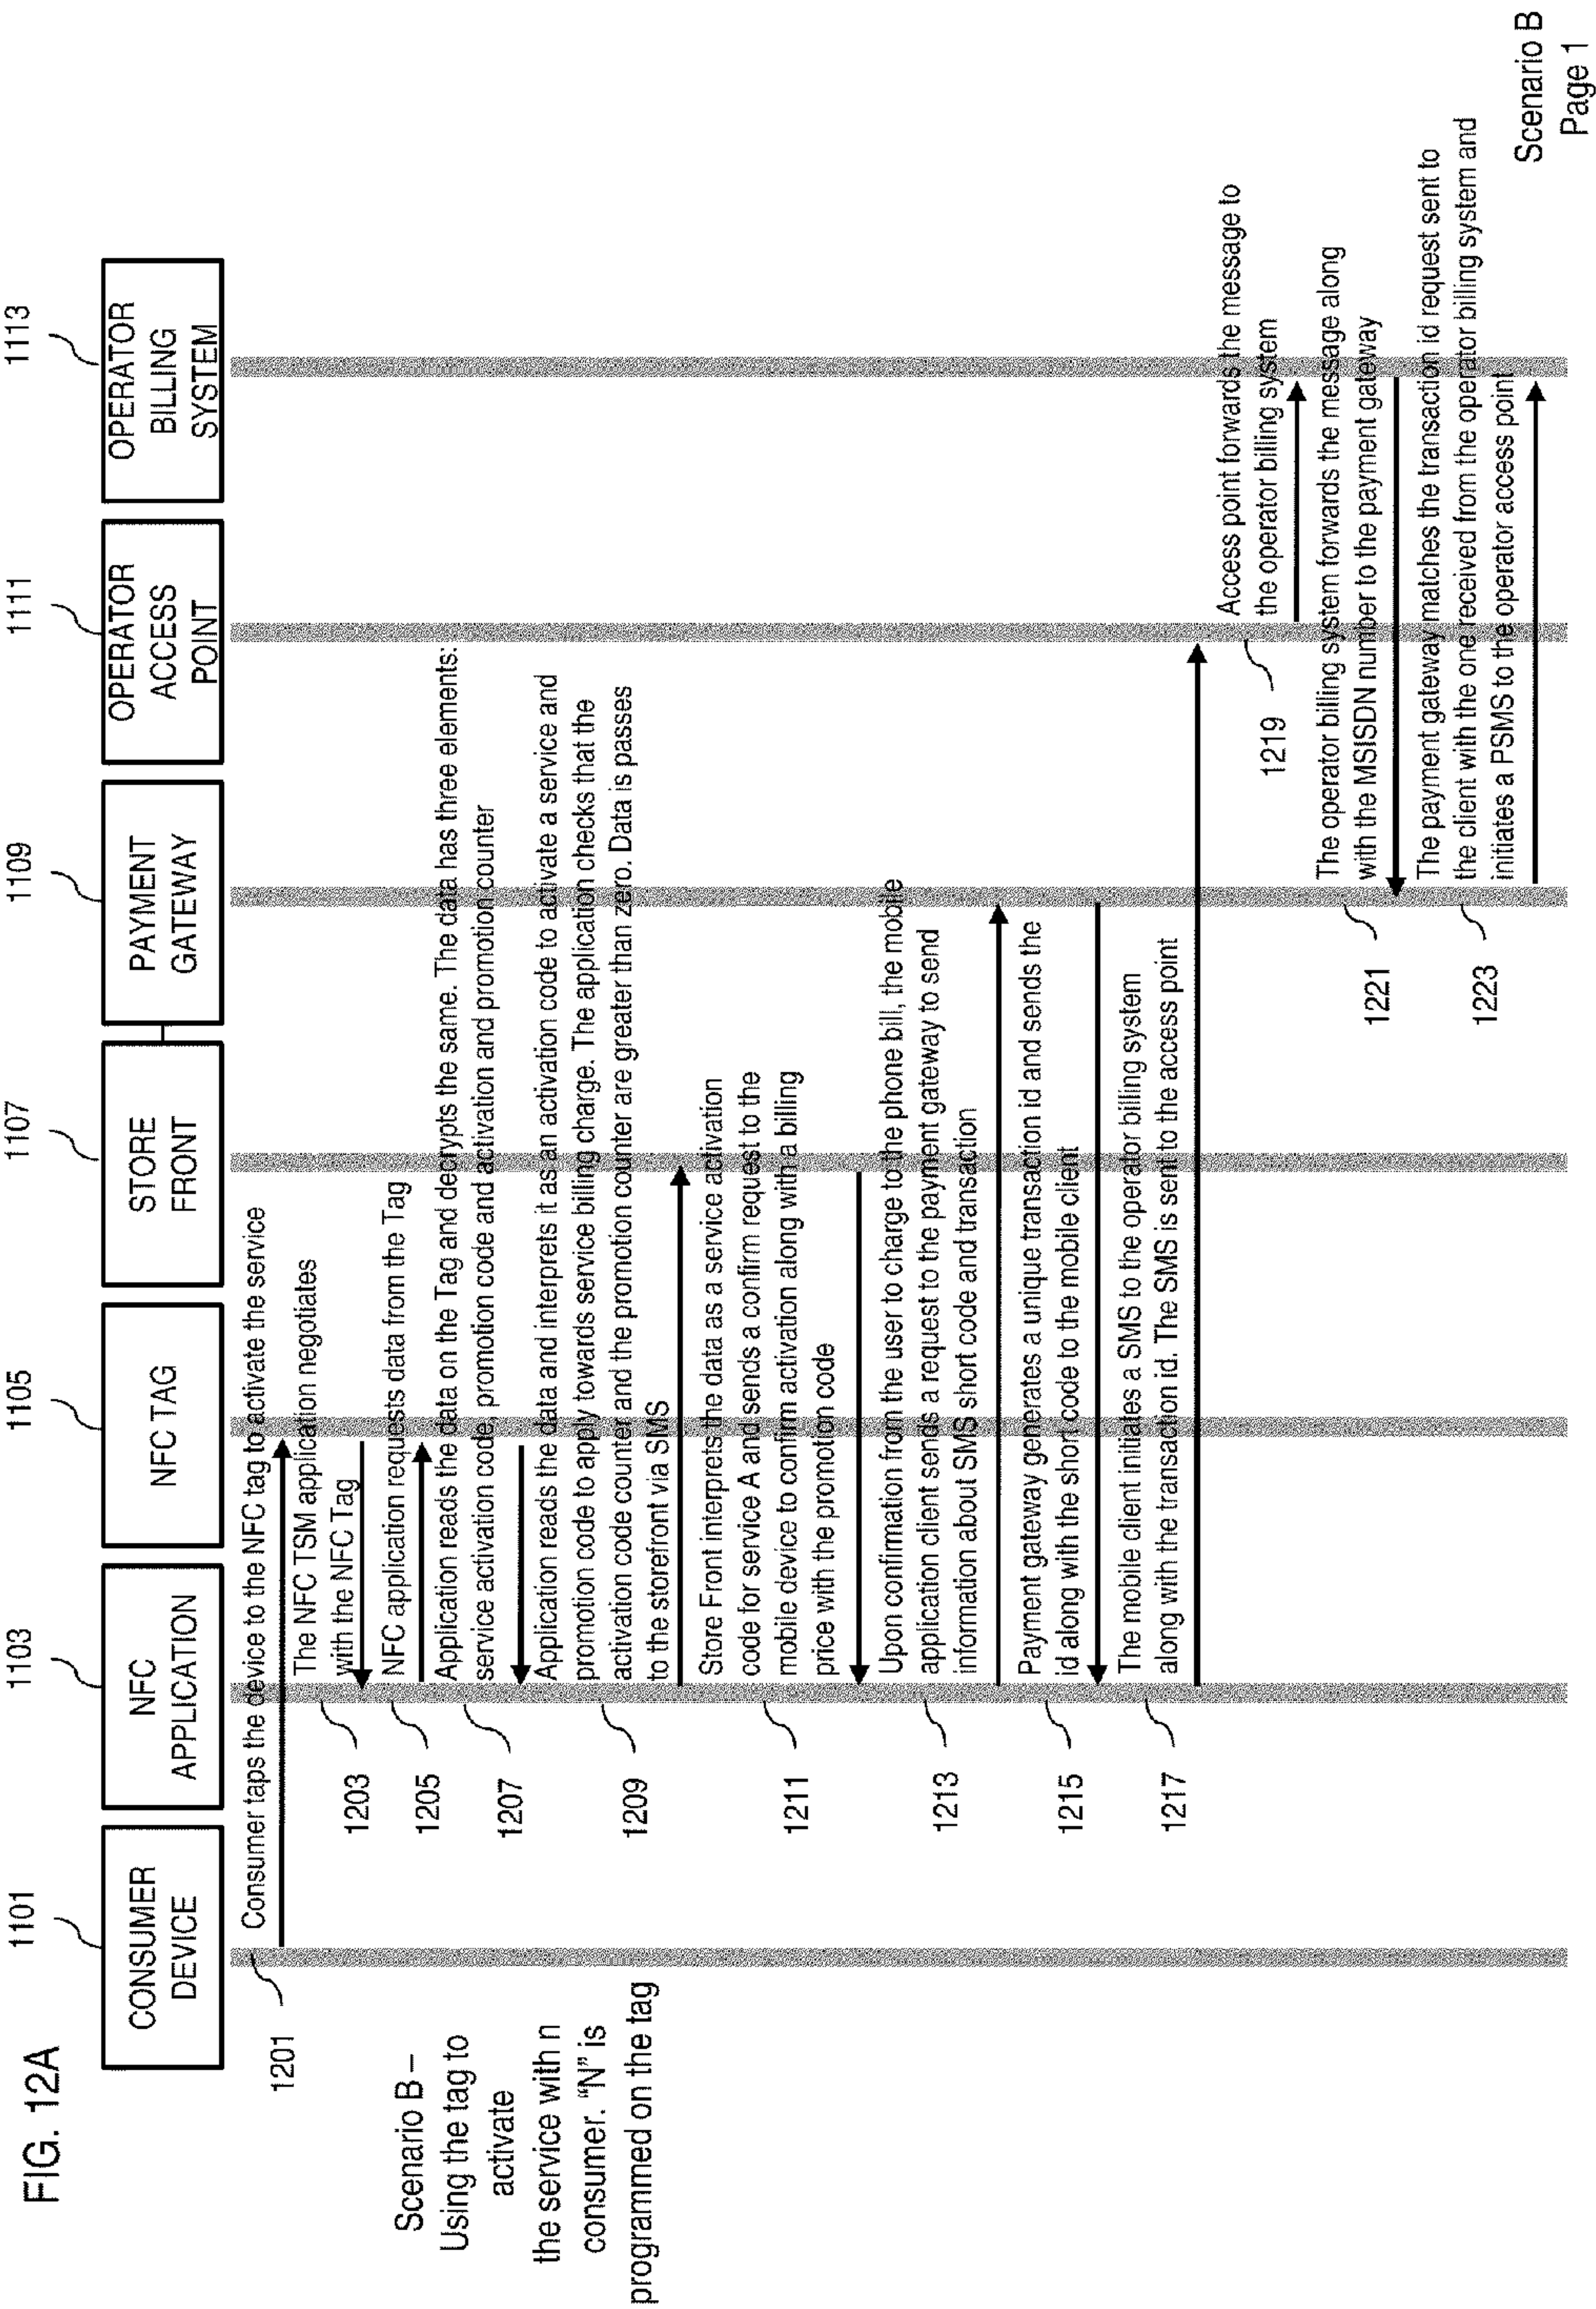 FIG. 12A
1101
1103
1105
1107
1109
1111
1113
CONSUMER
DEVICE
NFC
APPLICATION
NFC TAG
STORE
FRONT
PAYMENT
GATEWAY
OPERATOR
ACCESS
POINT
OPERATOR
BILLING
SYSTEM
Scenario B –
Using the tag to
activate
the service with n
consumer. “N” is
programmed on the tag
1201
Consumer taps the device to the NFC tag to activate the service
1203
The NFC TSM application negotiates
with the NFC Tag
1205
NFC application requests data from the Tag
1207
Application reads the data on the Tag and decrypts the same. The data has three elements:
service activation code, promotion code and activation and promotion counter
1209
Application reads the data and interprets it as an activation code to activate a service and
promotion code to apply towards service billing charge. The application checks that the
activation code counter and the promotion counter are greater than zero. Data is passes
to the storefront via SMS
1211
Store Front interprets the data as a service activation
code for service A and sends a confirm request to the
mobile device to confirm activation along with a billing
price with the promotion code
1213
Upon confirmation from the user to charge to the phone bill, the mobile
application client sends a request to the payment gateway to send
information about SMS short code and transaction
1215
Payment gateway generates a unique transaction id and sends the
id along with the short code to the mobile client
1217
The mobile client initiates a SMS to the operator billing system
along with the transaction id. The SMS is sent to the access point
1219
Access point forwards the message to
the operator billing system
1221
The operator billing system forwards the message along
with the MSISDN number to the payment gateway
1223
The payment gateway matches the transaction id request sent to
the client with the one received from the operator billing system and
initiates a PSMS to the operator access point
Scenario B
Page 1